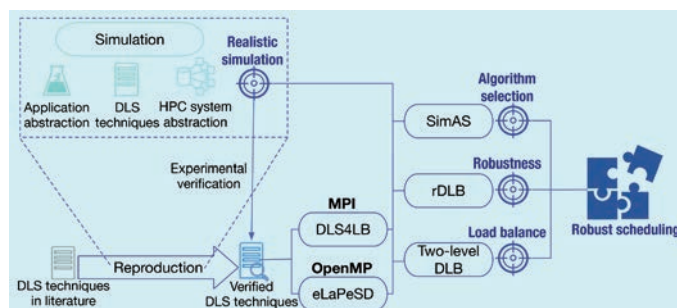 Simulation
Realistic
simulation
Application
abstraction
DLS
techniques
HPC system
abstraction
Algorithm
selection
SimAS
Experimental
verification
Robustness
rDLB
MPI
DLS4LB
Load balance
Two-level
DLB
Robust scheduling
Reproduction
OpenMP
eLaPeSD
DLS techniques
in literature
Verified
DLS techniques